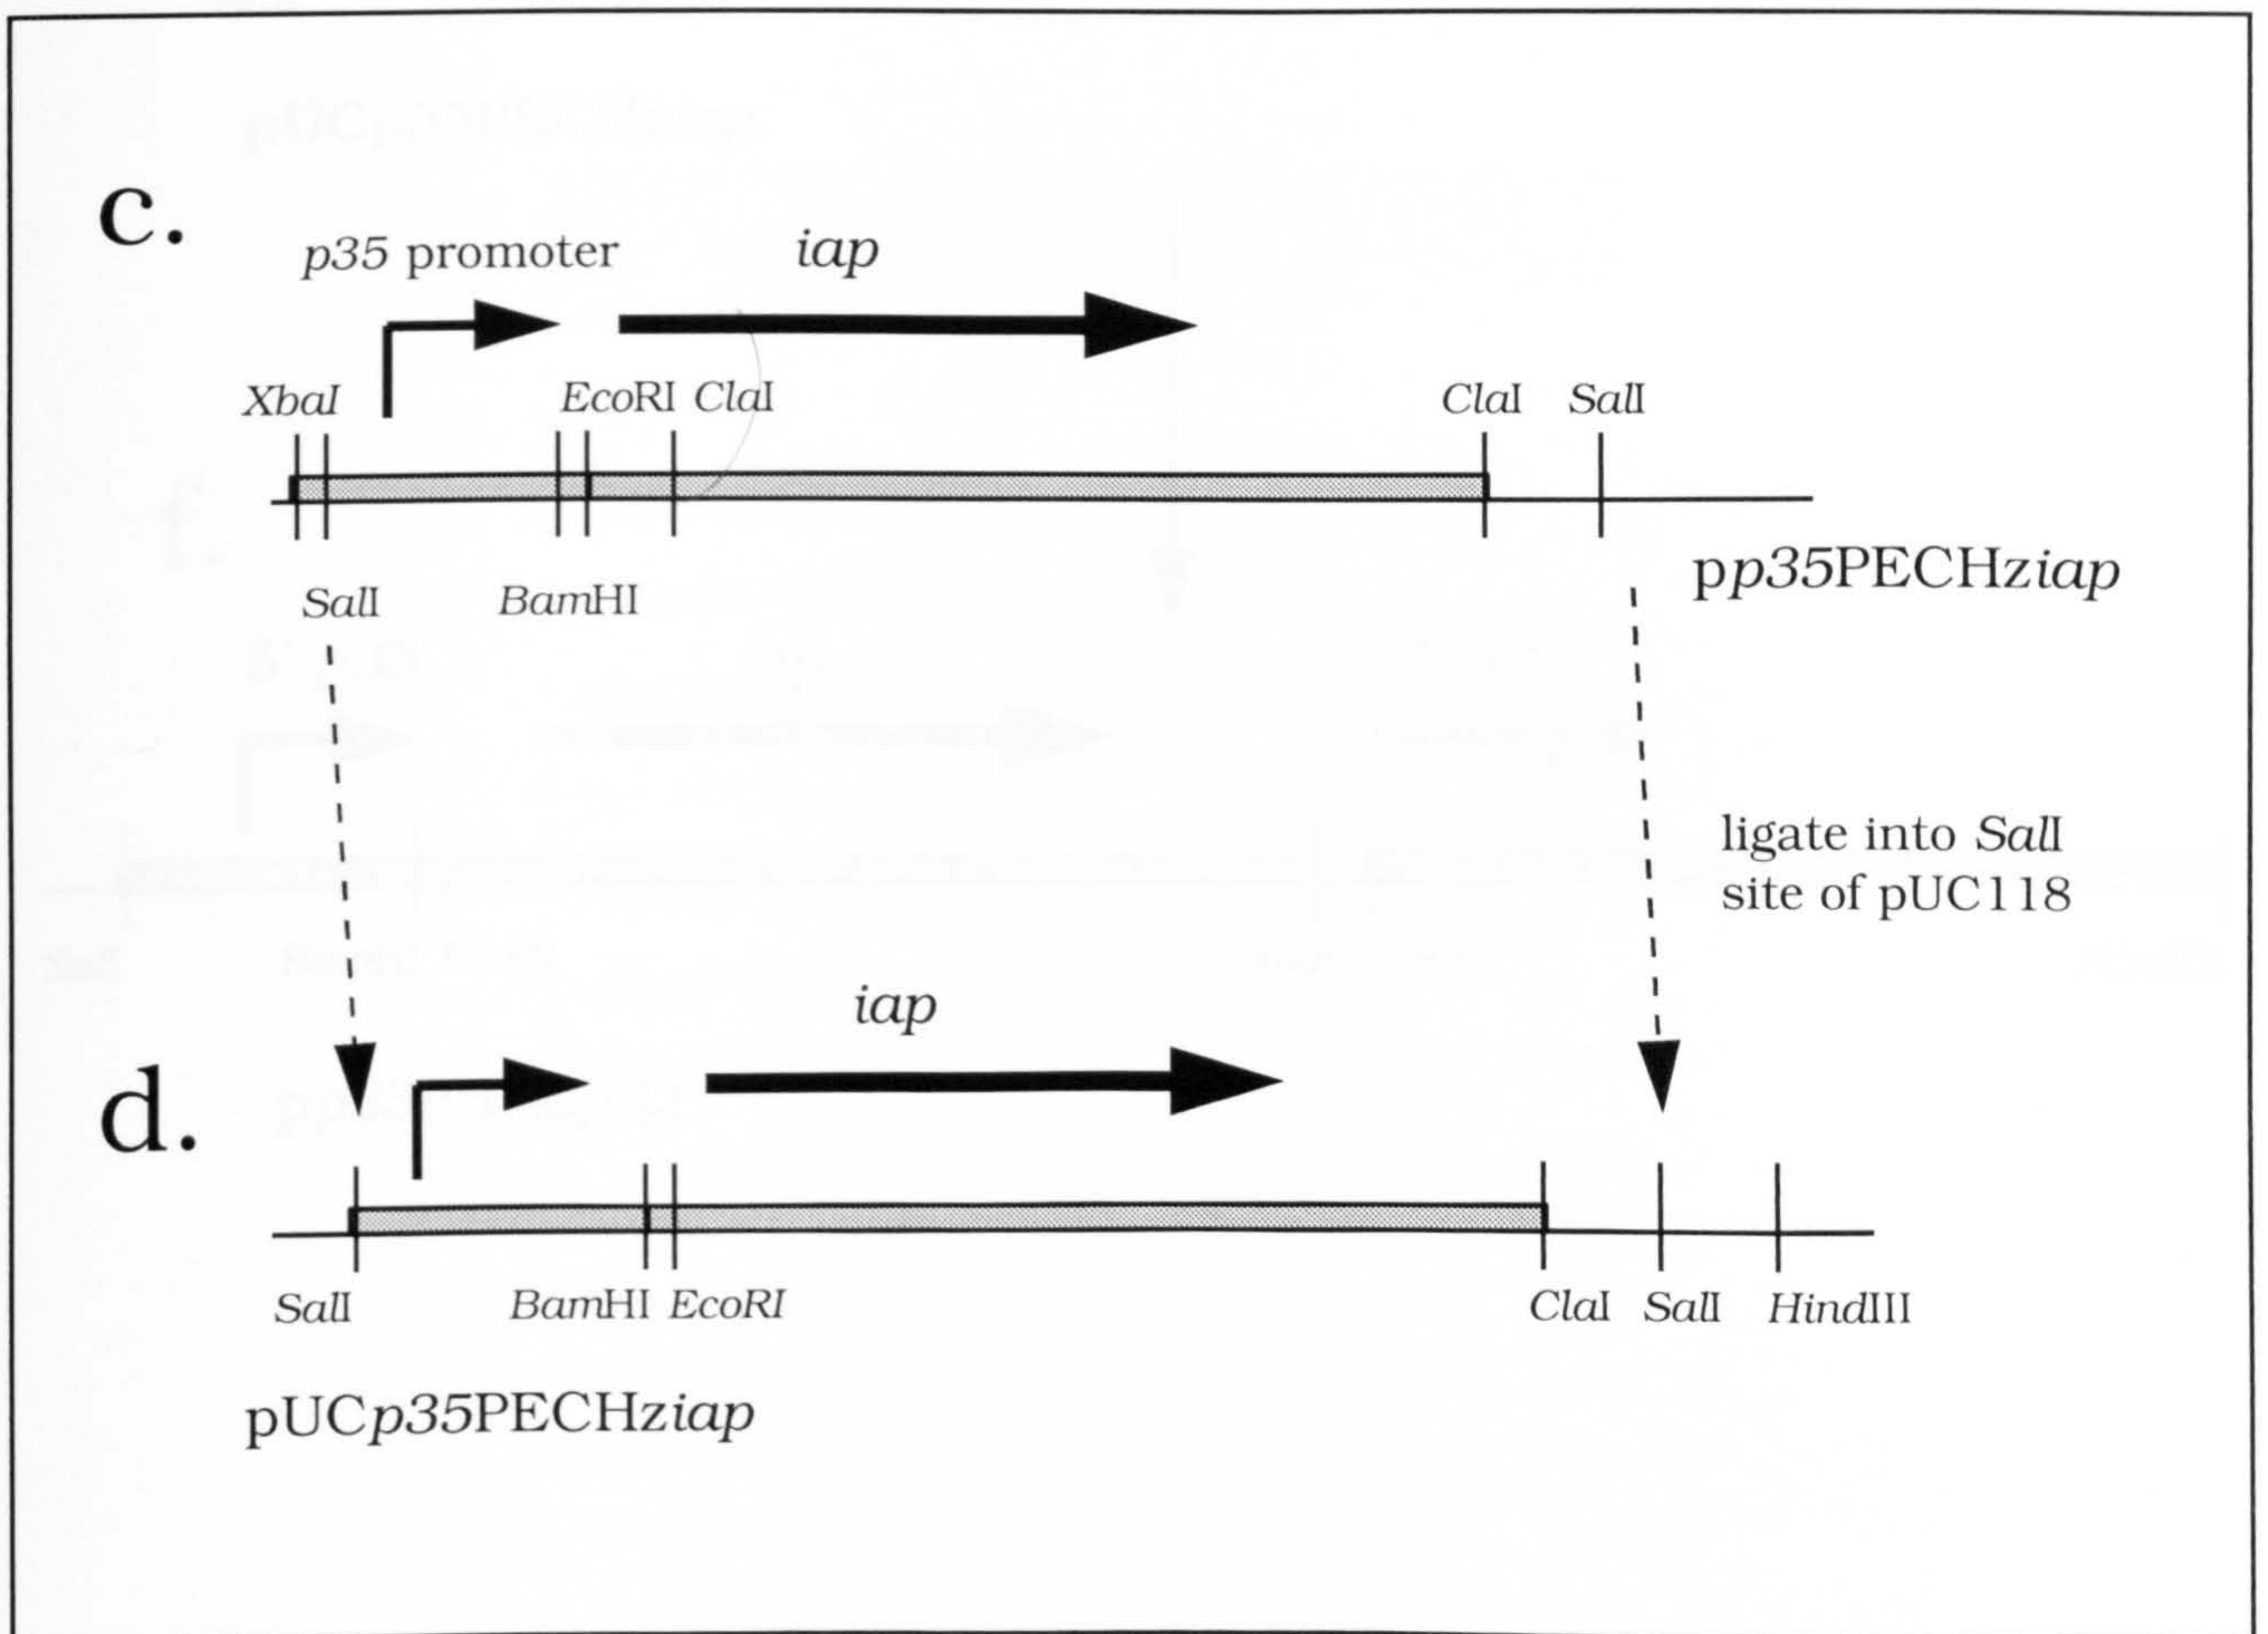 c.
p35 promoter iap
XbaI EcoRI ClaI ClaI SalI
SalI BamHI
pp35PECHziap
ligate into SalI
site of pUC118
iap
d.
SalI BamHI EcoRI ClaI SalI HindIII
pUCp35PECHziap